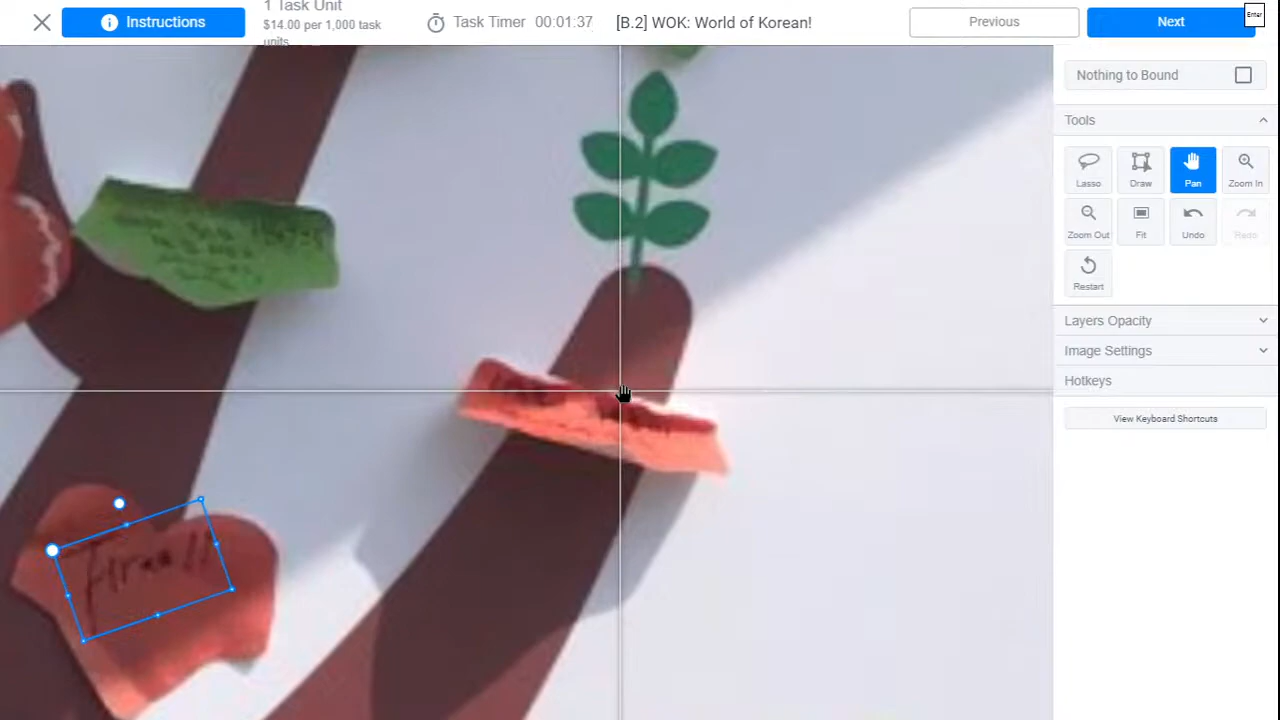 Instructions
1 Task Unit
$14.00 per 1,000 task units
Task Timer 00:01:37
[B.2] WOK: World of Korean!
Previous
Next
Enter
Nothing to Bound
Tools
Lasso
Draw
Pan
Zoom In
Zoom Out
Fit
Undo
Redo
Restart
Layers Opacity
Image Settings
Hotkeys
View Keyboard Shortcuts